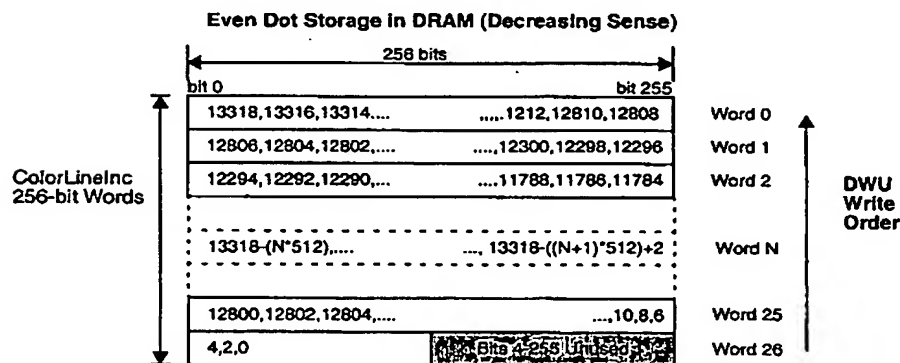 Even Dot Storage in DRAM (Decreasing Sense)
256 bits
bit 0 bit 255
13318,13316,13314.... ,,....1212,12810,12808 Word 0
12806,12804,12802,.... ....,12300,12298,12296 Word 1
12294,12292,12290,... ....11788,11786,11784 Word 2
ColorLineInc
256-bit Words
DWU
Write
Order
13318-(N*512),.... ..., 13318-((N+1)*512)+2 Word N
12800,12802,12804,.... ...,10,8,6 Word 25
4,2,0 Bits 4-255 Unused Word 26